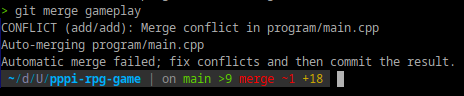 > git merge gameplay
CONFLICT (add/add): Merge conflict in program/main.cpp
Auto-merging program/main.cpp
Automatic merge failed; fix conflicts and then commit the result.
~/d/U/pppi-rpg-game | on main >9 merge ~1 +18